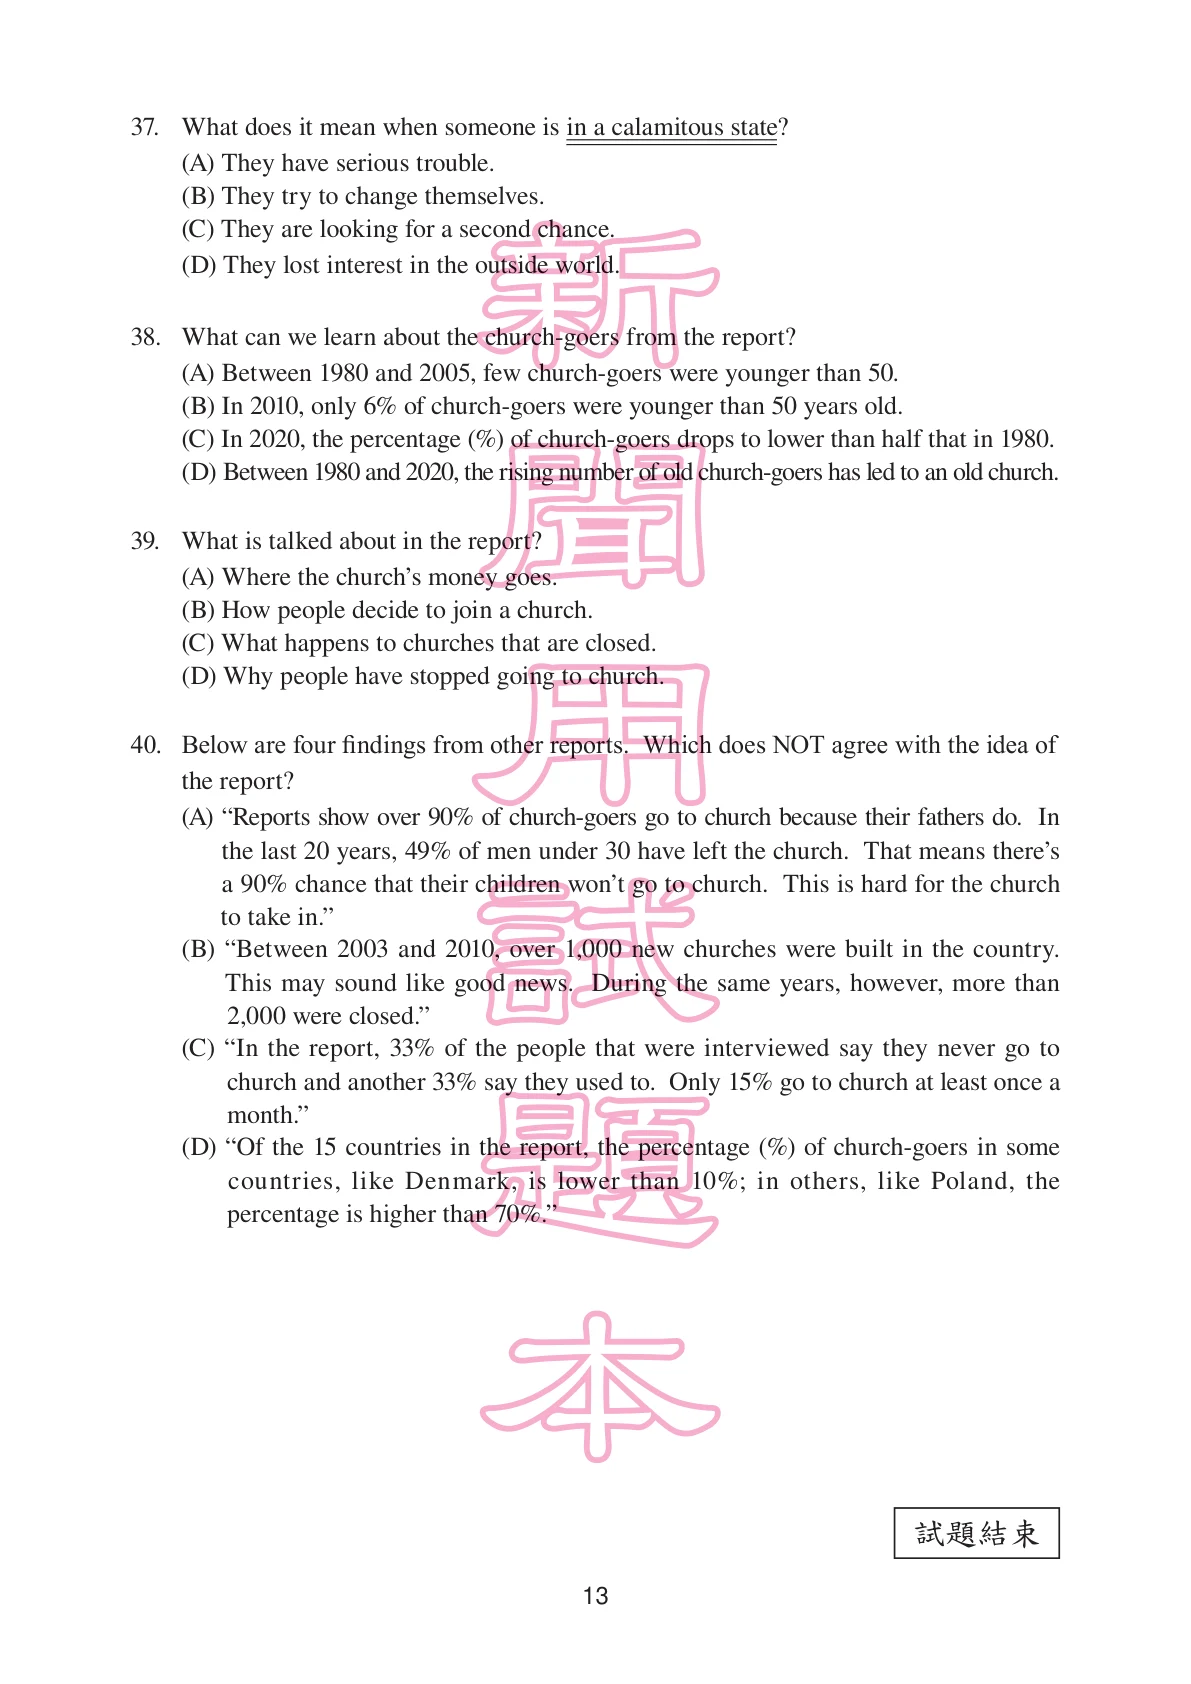 37. What does it mean when someone is in a calamitous state?
(A) They have serious trouble.
(B) They try to change themselves.
(C) They are looking for a second chance.
(D) They lost interest in the outside world.
38. What can we learn about the church-goers from the report?
(A) Between 1980 and 2005, few church-goers were younger than 50.
(B) In 2010, only 6% of church-goers were younger than 50 years old.
(C) In 2020, the percentage (%) of church-goers drops to lower than half that in 1980.
(D) Between 1980 and 2020, the rising number of old church-goers has led to an old church.
39. What is talked about in the report?
(A) Where the church’s money goes.
(B) How people decide to join a church.
(C) What happens to churches that are closed.
(D) Why people have stopped going to church.
40. Below are four findings from other reports. Which does NOT agree with the idea of
the report?
(A) “Reports show over 90% of church-goers go to church because their fathers do. In
the last 20 years, 49% of men under 30 have left the church. That means there’s
a 90% chance that their children won’t go to church. This is hard for the church
to take in.”
(B) “Between 2003 and 2010, over 1,000 new churches were built in the country.
This may sound like good news. During the same years, however, more than
2,000 were closed.”
(C) “In the report, 33% of the people that were interviewed say they never go to
church and another 33% say they used to. Only 15% go to church at least once a
month.”
(D) “Of the 15 countries in the report, the percentage (%) of church-goers in some
countries, like Denmark, is lower than 10%; in others, like Poland, the
percentage is higher than 70%.”
新聞用試題本
試題結束
13